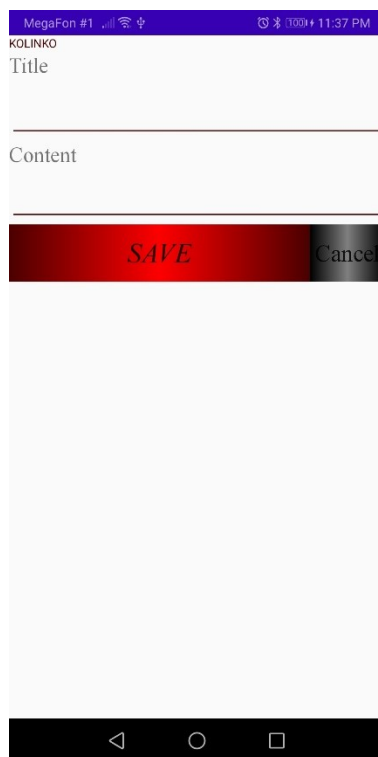 MegaFon #1 100 11:37 PM
KOLINKO
Title
Content
SAVE Cancel